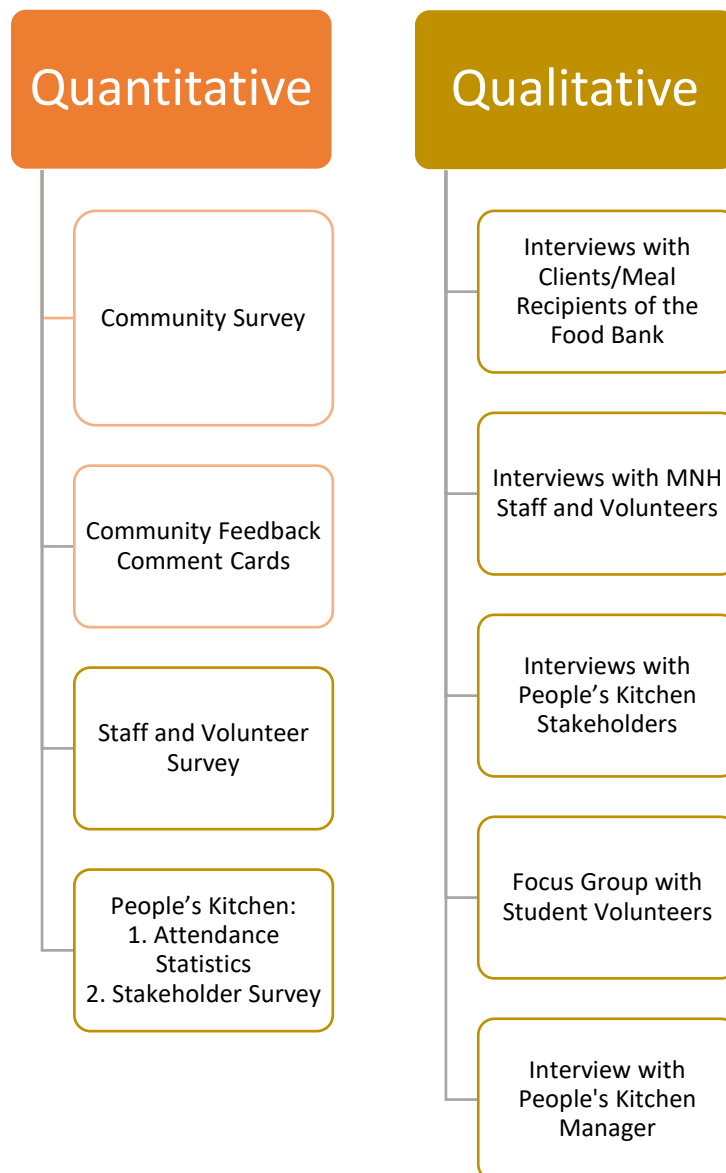 Quantitative
Community Survey
Community Feedback
Comment Cards
Staff and Volunteer
Survey
People’s Kitchen:
1. Attendance
Statistics
2. Stakeholder Survey
Qualitative
Interviews with
Clients/Meal
Recipients of the
Food Bank
Interviews with MNH
Staff and Volunteers
Interviews with
People’s Kitchen
Stakeholders
Focus Group with
Student Volunteers
Interview with
People's Kitchen
Manager